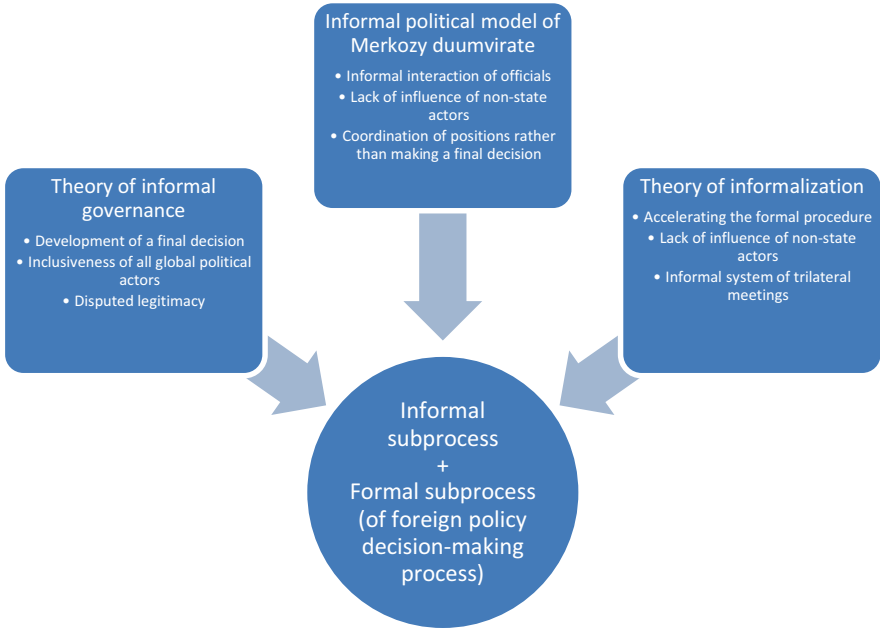 Informal political model of
Merkozy duumvirate
• Informal interaction of officials
• Lack of influence of non-state
actors
• Coordination of positions rather
than making a final decision
Theory of informal
governance
• Development of a final decision
• Inclusiveness of all global political
actors
• Disputed legitimacy
Theory of informalization
• Accelerating the formal procedure
• Lack of influence of non-state
actors
• Informal system of trilateral
meetings
Informal
subprocess
+
Formal subprocess
(of foreign policy
decision-making
process)